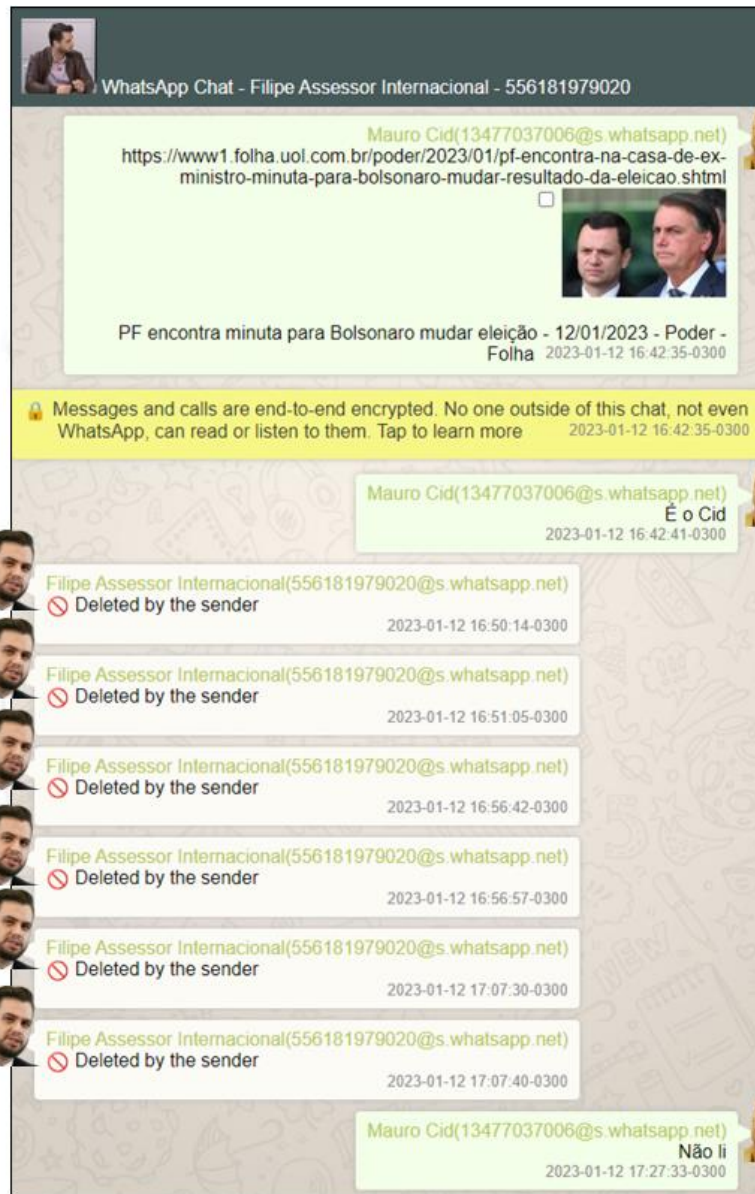 WhatsApp Chat - Filipe Assessor Internacional - 556181979020
Mauro Cid(13477037006@s.whatsapp.net)
https://www1.folha.uol.com.br/poder/2023/01/pf-encontra-na-casa-de-ex-
ministro-minuta-para-bolsonaro-mudar-resultado-da-eleicao.shtml
PF encontra minuta para Bolsonaro mudar eleição - 12/01/2023 - Poder -
Folha 2023-01-12 16:42:35-0300
Messages and calls are end-to-end encrypted. No one outside of this chat, not even
WhatsApp, can read or listen to them. Tap to learn more 2023-01-12 16:42:35-0300
Mauro Cid(13477037006@s.whatsapp.net)
É o Cid
2023-01-12 16:42:41-0300
Filipe Assessor Internacional(556181979020@s.whatsapp.net)
Deleted by the sender
2023-01-12 16:50:14-0300
Filipe Assessor Internacional(556181979020@s.whatsapp.net)
Deleted by the sender
2023-01-12 16:51:05-0300
Filipe Assessor Internacional(556181979020@s.whatsapp.net)
Deleted by the sender
2023-01-12 16:56:42-0300
Filipe Assessor Internacional(556181979020@s.whatsapp.net)
Deleted by the sender
2023-01-12 16:56:57-0300
Filipe Assessor Internacional(556181979020@s.whatsapp.net)
Deleted by the sender
2023-01-12 17:07:30-0300
Filipe Assessor Internacional(556181979020@s.whatsapp.net)
Deleted by the sender
2023-01-12 17:07:40-0300
Mauro Cid(13477037006@s.whatsapp.net)
Não li
2023-01-12 17:27:33-0300